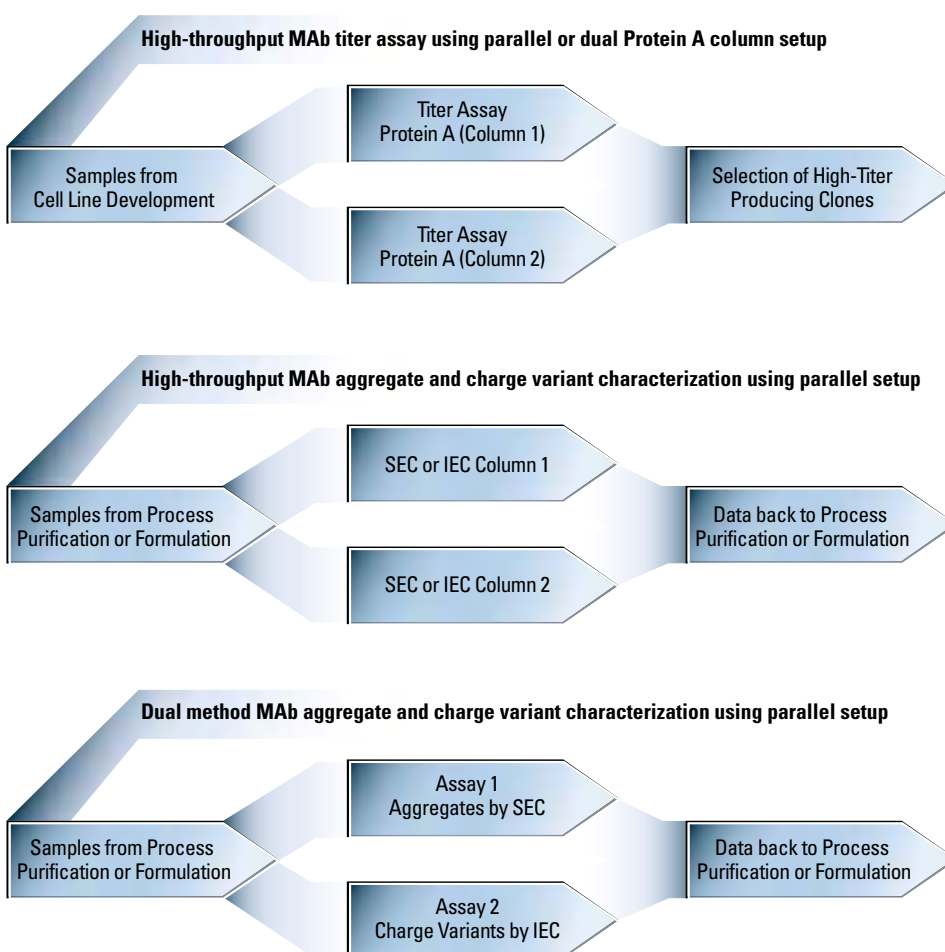 High-throughput MAb titer assay using parallel or dual Protein A column setup
Titer Assay
Protein A (Column 1)
Samples from
Cell Line Development
Selection of High-Titer
Producing Clones
Titer Assay
Protein A (Column 2)
High-throughput MAb aggregate and charge variant characterization using parallel setup
SEC or IEC Column 1
Samples from Process
Purification or Formulation
Data back to Process
Purification or Formulation
SEC or IEC Column 2
Dual method MAb aggregate and charge variant characterization using parallel setup
Assay 1
Aggregates by SEC
Samples from Process
Purification or Formulation
Data back to Process
Purification or Formulation
Assay 2
Charge Variants by IEC